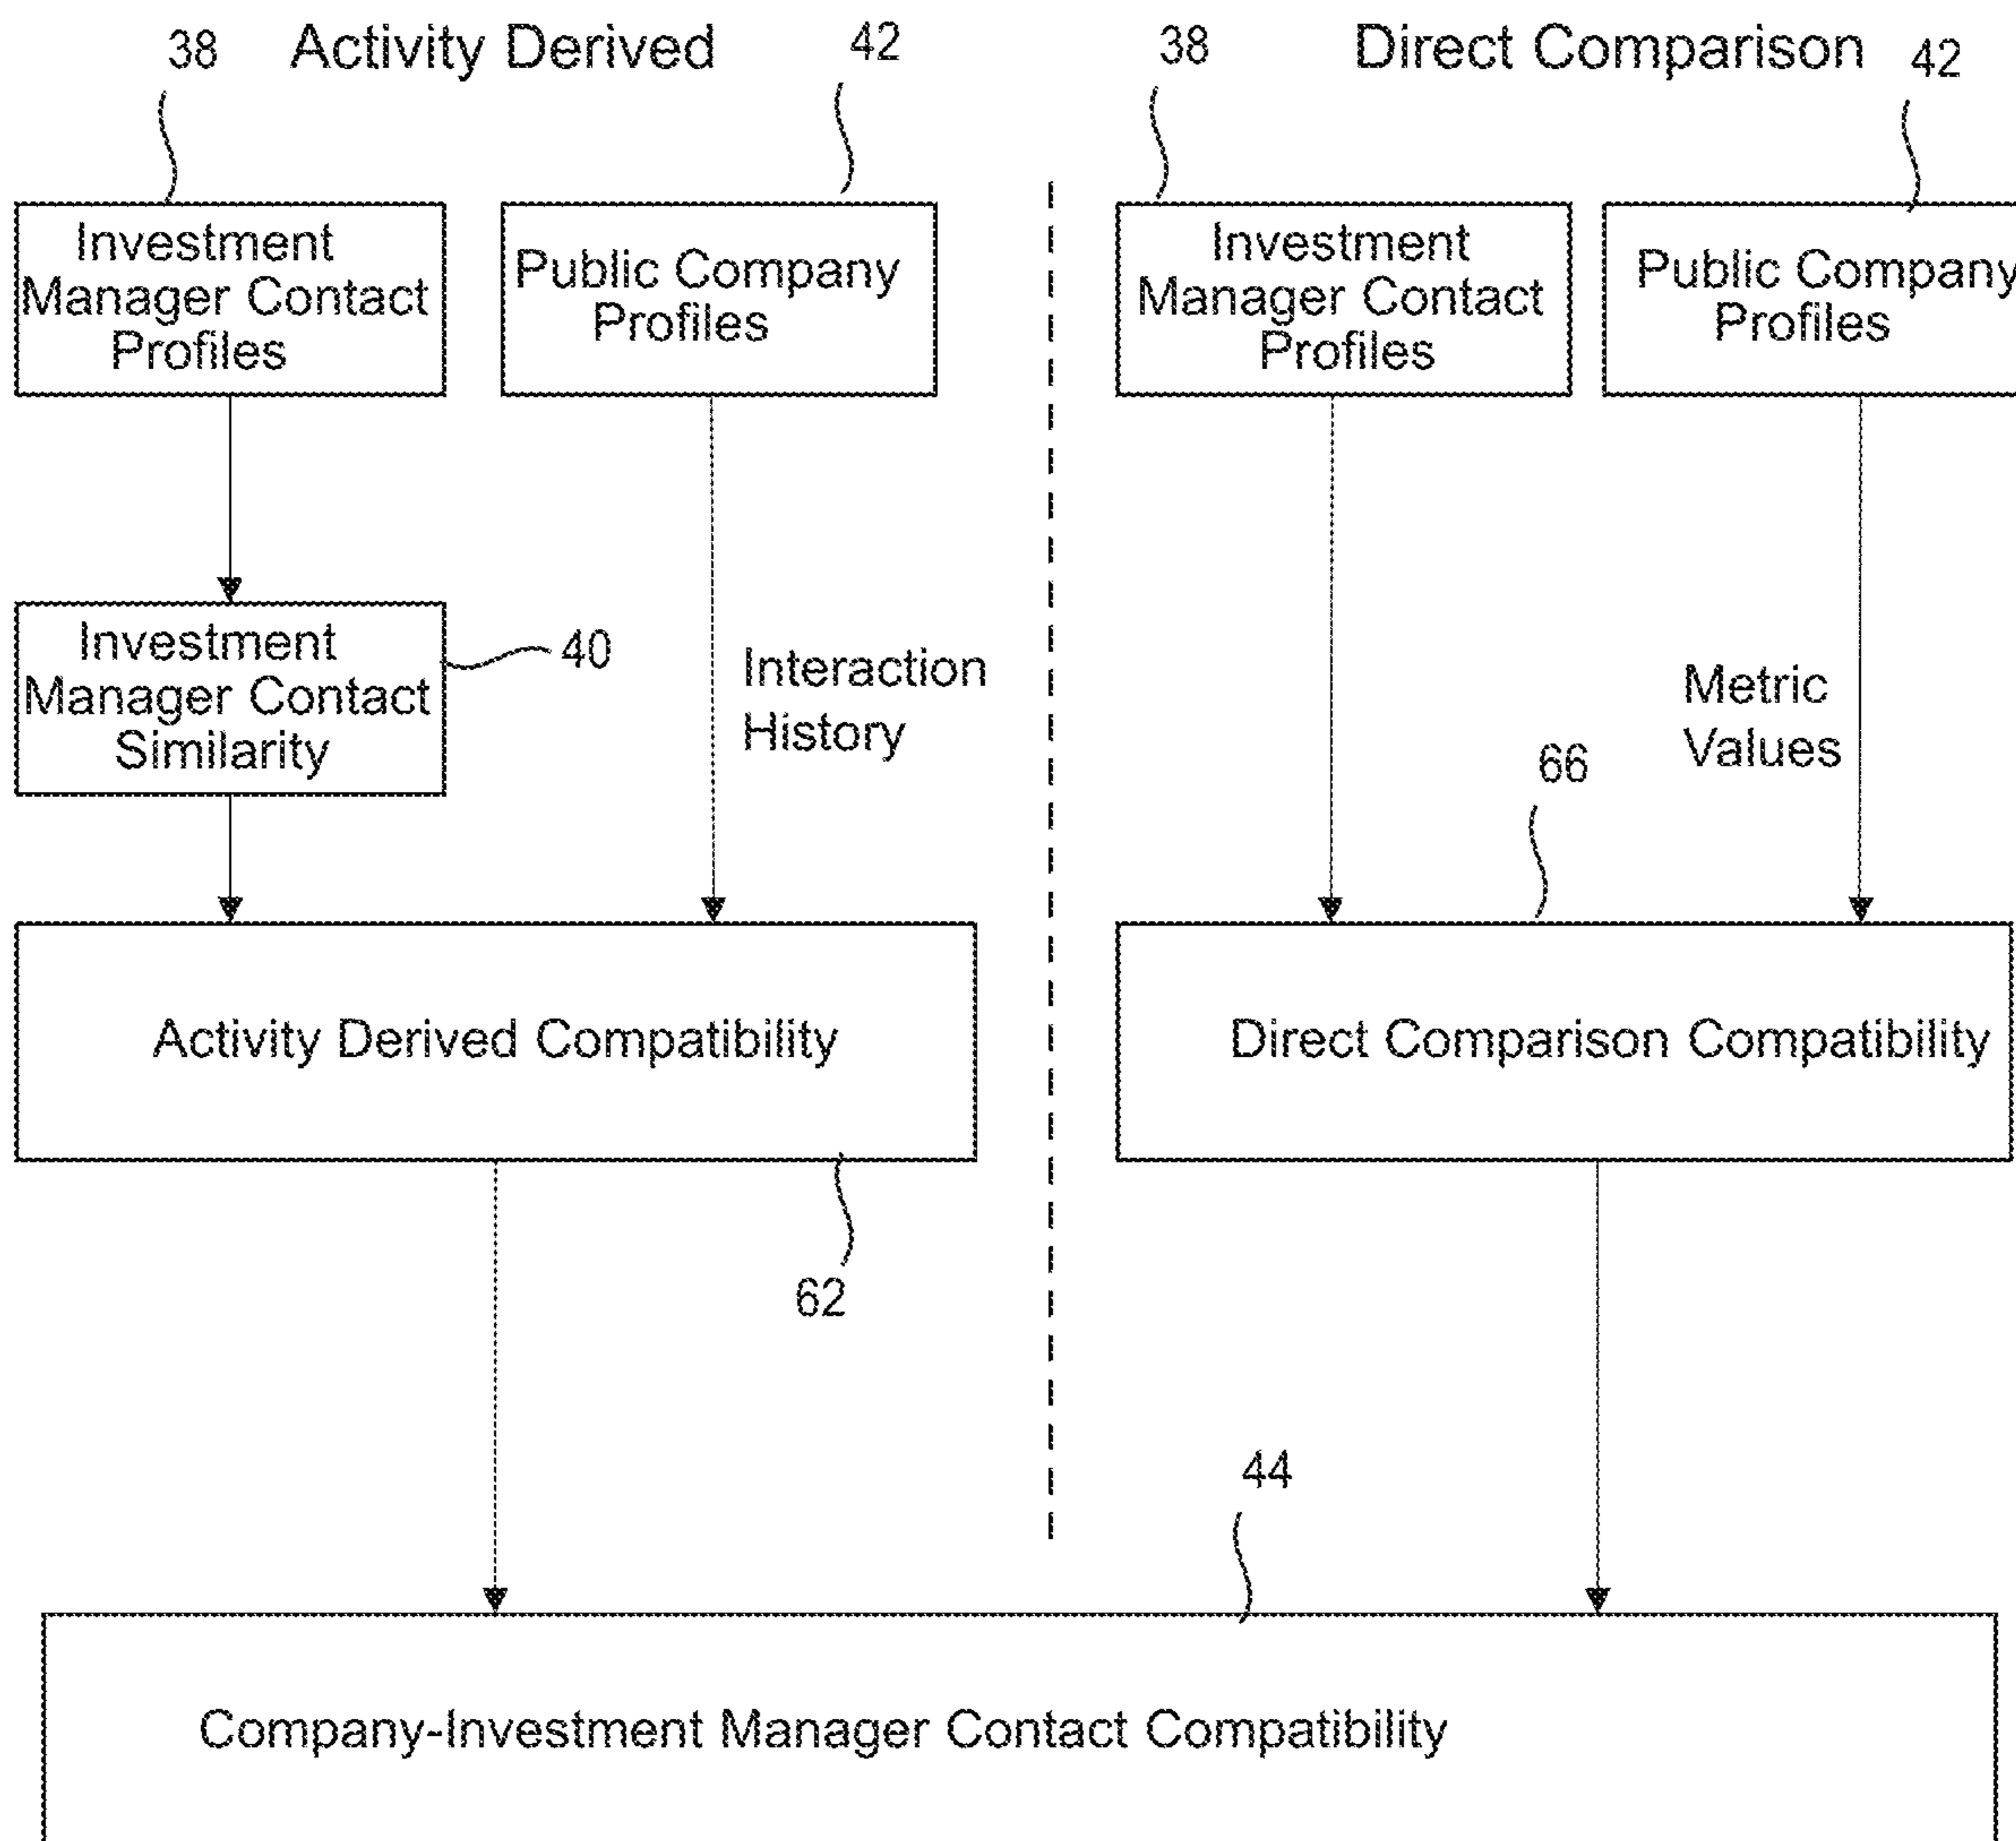 38
Activity Derived
42
38
Direct Comparison
42
Investment
Manager Contact
Profiles
Public Company
Profiles
Investment
Manager Contact
Profiles
Public Company
Profiles
Investment
Manager Contact
Similarity
40
Interaction
History
Metric
Values
66
Activity Derived Compatibility
Direct Comparison Compatibility
62
44
Company-Investment Manager Contact Compatibility